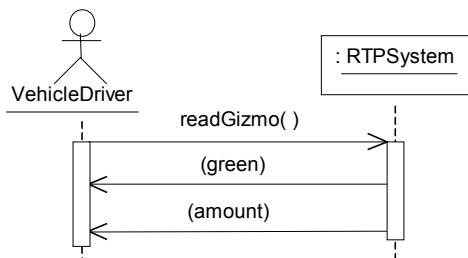 : RTPSystem
VehicleDriver
readGizmo( )
(green)
(amount)